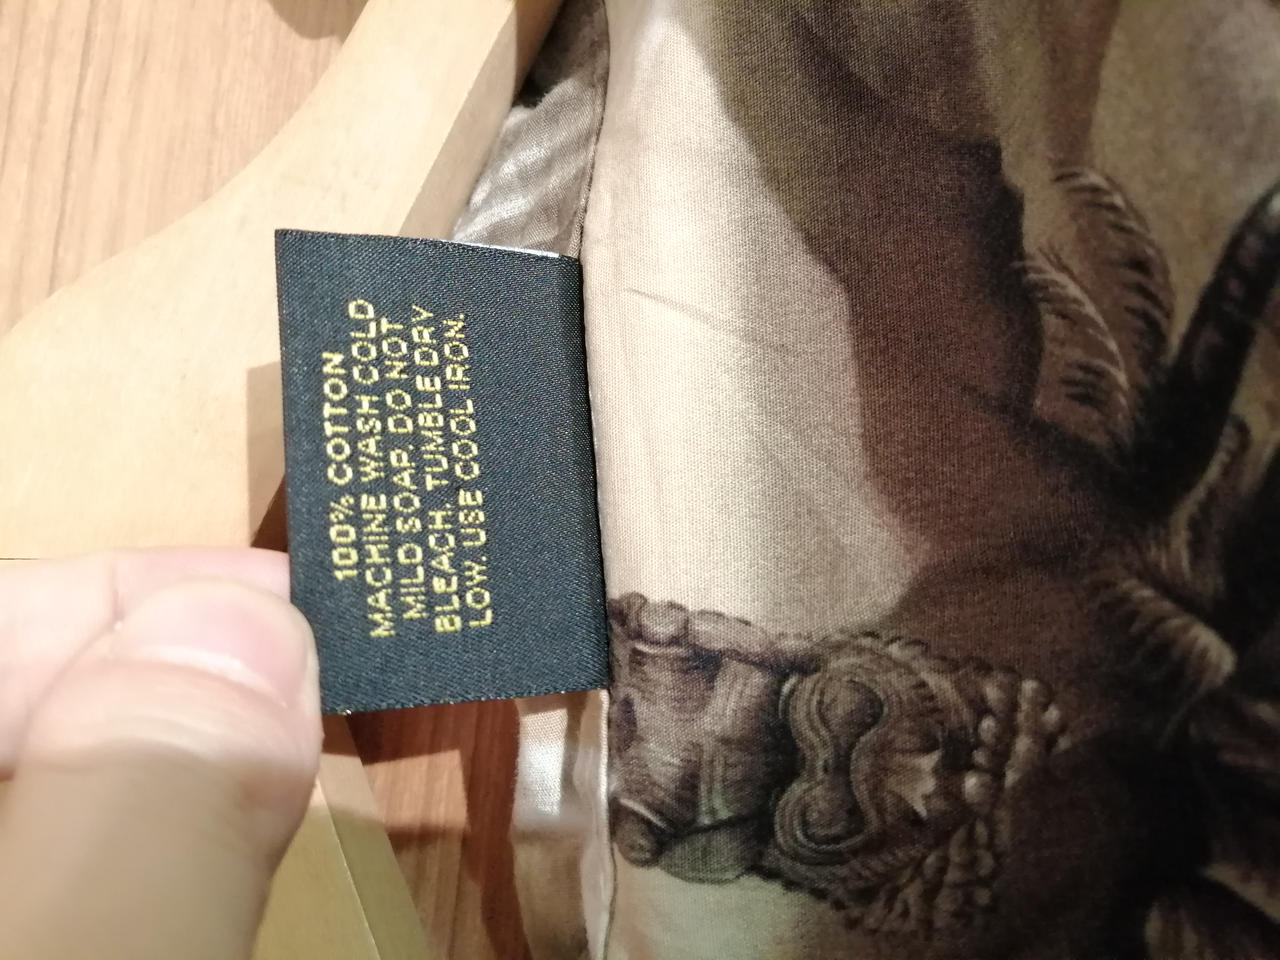 100% COTTON
MACHINE WASH COLD
MILD SOAP. DO NOT
BLEACH. TUMBLE DRY
LOW. USE COOL IRON.